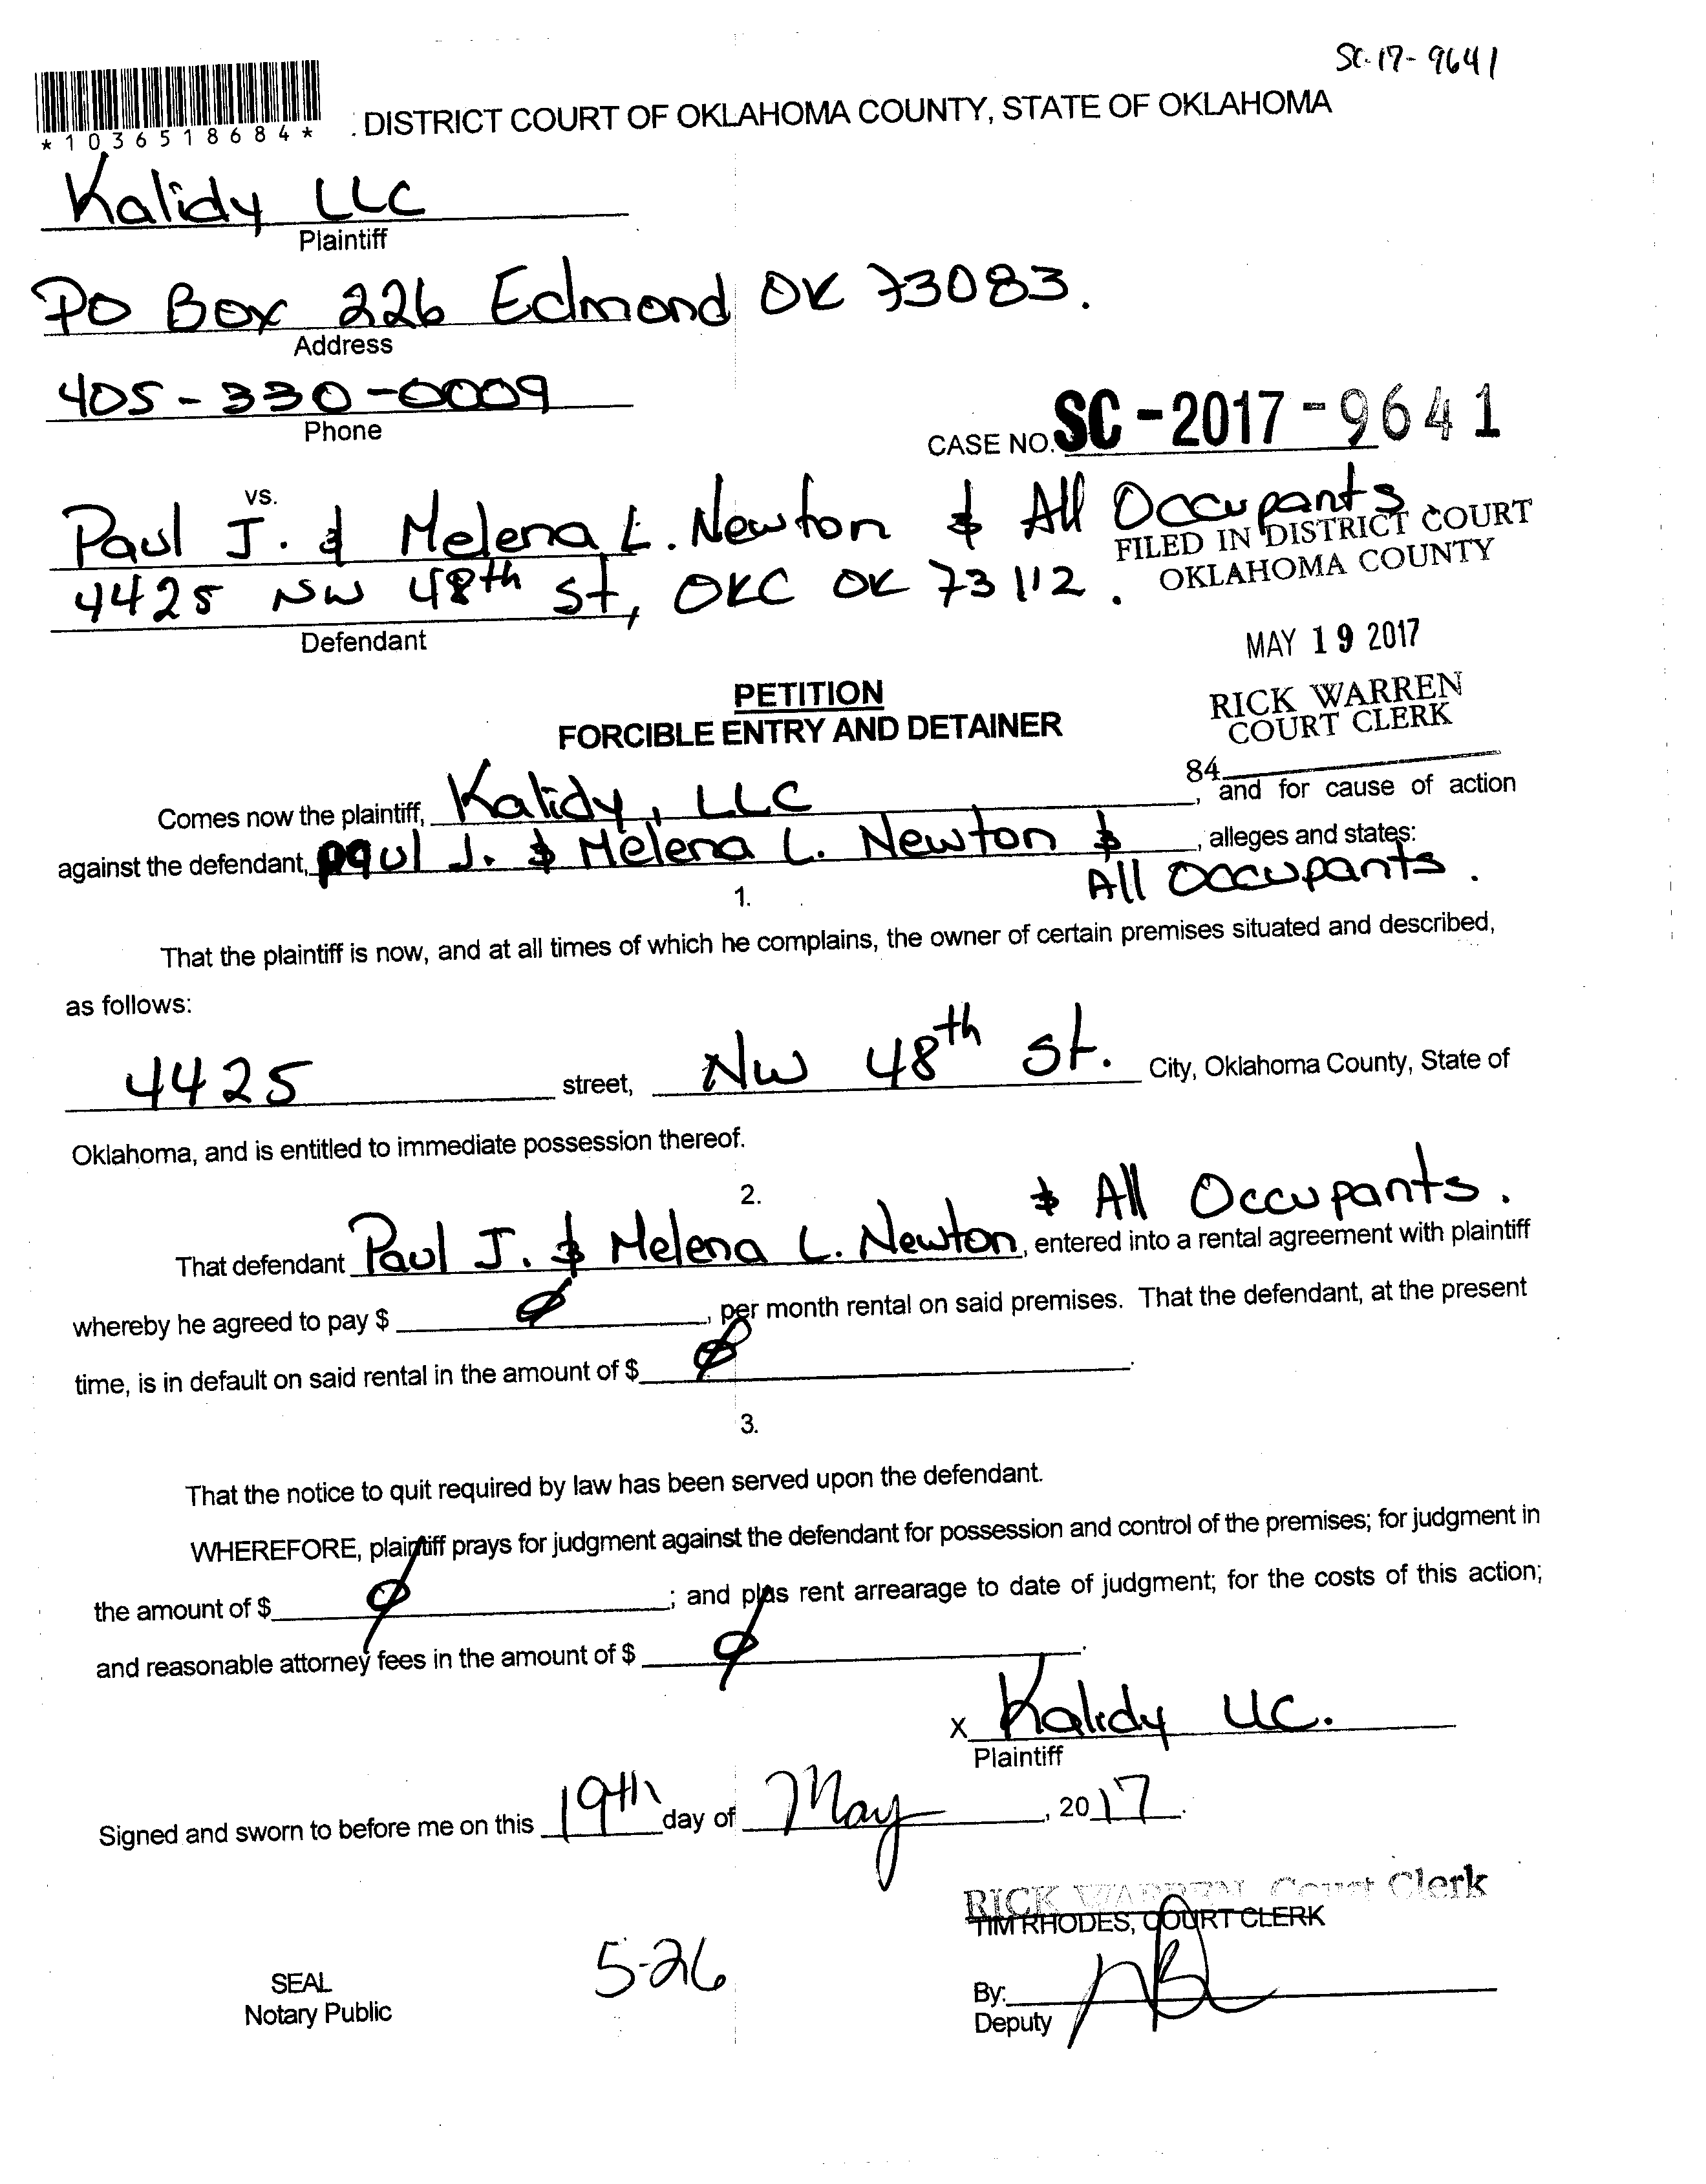 SC-17-9641
*1036518684*
. DISTRICT COURT OF OKLAHOMA COUNTY, STATE OF OKLAHOMA
Kalidy LLC
Plaintiff
PO Box 226 Edmond OK 73083.
Address
405-330-0009
Phone
CASE NO. SC-2017-9641
vs.
Paul J. & Melena L. Newton & All Occupants
FILED IN DISTRICT COURT
OKLAHOMA COUNTY
4425 NW 48th St, OKC OK 73112.
Defendant
MAY 19 2017
PETITION
FORCIBLE ENTRY AND DETAINER
RICK WARREN
COURT CLERK
84
Comes now the plaintiff, Kalidy, LLC, and for cause of action
against the defendant, Paul J. & Melena L. Newton &, alleges and states:
All Occupants.
1.
That the plaintiff is now, and at all times of which he complains, the owner of certain premises situated and described,
as follows:
4425 street, NW 48th St. City, Oklahoma County, State of
Oklahoma, and is entitled to immediate possession thereof.
2.
& All Occupants.
That defendant Paul J. & Melena L. Newton, entered into a rental agreement with plaintiff
whereby he agreed to pay $ Ø, per month rental on said premises. That the defendant, at the present
time, is in default on said rental in the amount of $ Ø.
3.
That the notice to quit required by law has been served upon the defendant.
WHEREFORE, plaintiff prays for judgment against the defendant for possession and control of the premises; for judgment in
the amount of $ Ø; and plus rent arrearage to date of judgment; for the costs of this action;
and reasonable attorney fees in the amount of $ Ø.
X Kalidy LLC.
Plaintiff
Signed and sworn to before me on this 19th day of May, 2017.
RICK WARREN Court Clerk
TIM RHODES, COURT CLERK
5-26
SEAL
Notary Public
By:
Deputy